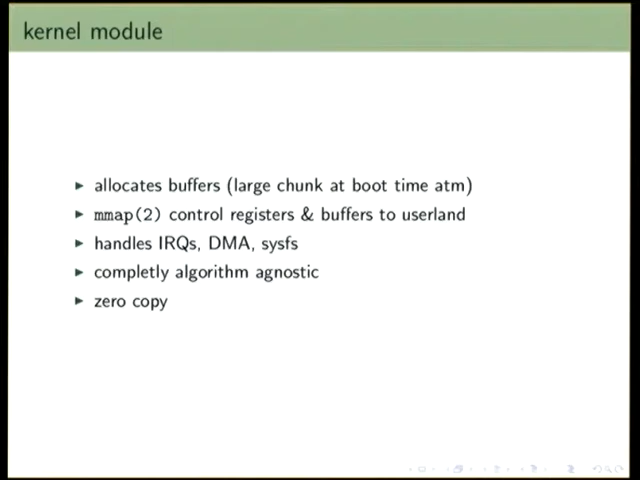 kernel module
▶ allocates buffers (large chunk at boot time atm)
▶ mmap(2) control registers & buffers to userland
▶ handles IRQs, DMA, sysfs
▶ completly algorithm agnostic
▶ zero copy